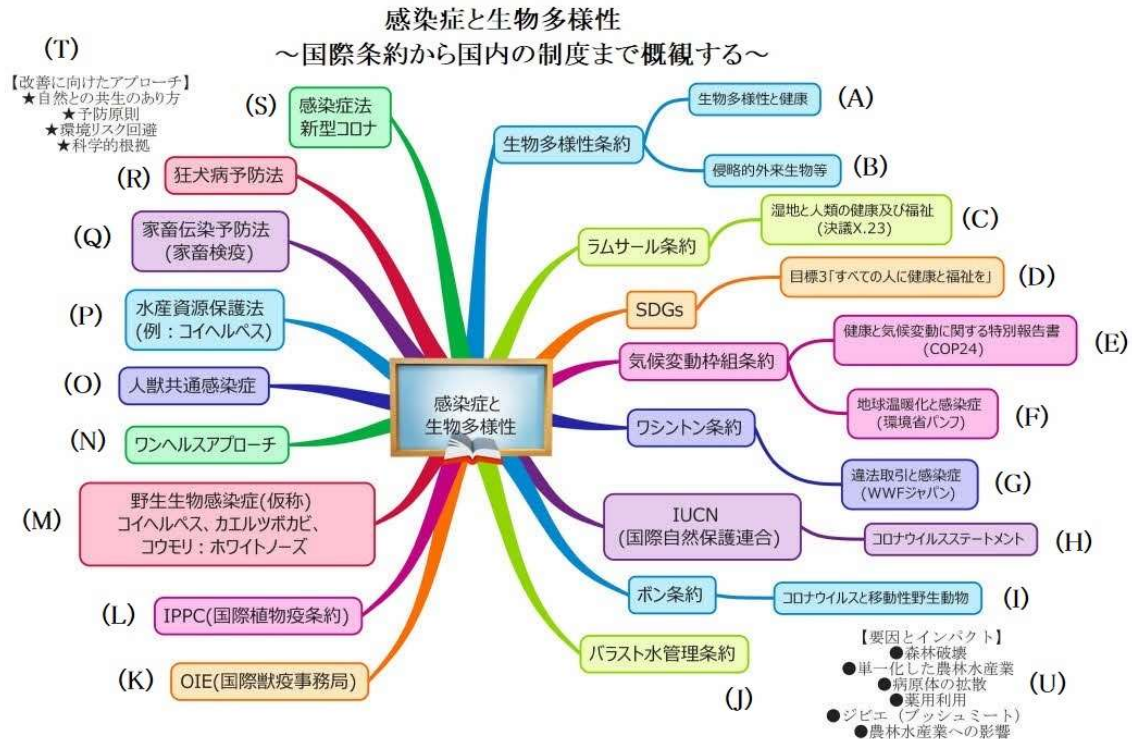 感染症と生物多様性
～国際条約から国内の制度まで概観する～
(T)
【改善に向けたアプローチ】
★自然との共生のあり方
★予防原則
★環境リスク回避
★科学的根拠
(S)
感染症法
新型コロナ
(R)
狂犬病予防法
(Q)
家畜伝染予防法
(家畜検疫)
(P)
水産資源保護法
(例：コイヘルペス)
(O)
人獣共通感染症
(N)
ワンヘルスアプローチ
(M)
野生生物感染症(仮称)
コイヘルペス、カエルツボカビ、
コウモリ：ホワイトノーズ
(L)
IPPC(国際植物疫条約)
(K)
OIE(国際獣疫事務局)
感染症と
生物多様性
生物多様性条約
生物多様性と健康
(A)
侵略的外来生物等
(B)
ラムサール条約
湿地と人類の健康及び福祉
(決議X.23)
(C)
SDGs
目標3「すべての人に健康と福祉を」
(D)
気候変動枠組条約
健康と気候変動に関する特別報告書
(COP24)
(E)
地球温暖化と感染症
(環境省パンフ)
(F)
ワシントン条約
違法取引と感染症
(WWFジャパン)
(G)
IUCN
(国際自然保護連合)
コロナウイルスステートメント
(H)
ボン条約
コロナウイルスと移動性野生動物
(I)
バラスト水管理条約
(J)
【要因とインパクト】
●森林破壊
●単一化した農林水産業
●病原体の拡散
●薬用利用
●ジビエ（ブッシュミート）
●農林水産業への影響
(U)